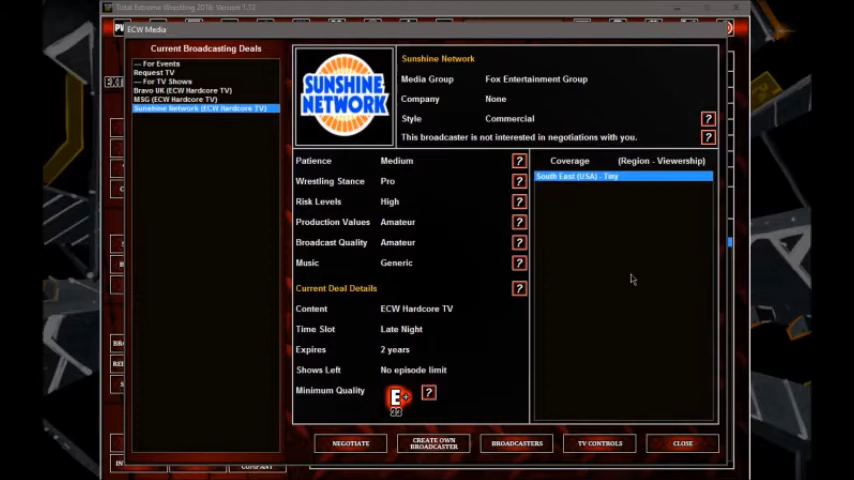 Total Extreme Wrestling 2016: Version 1.12
ECW Media
Current Broadcasting Deals
--- For Events
Request TV
--- For TV Shows
Bravo UK (ECW Hardcore TV)
MSG (ECW Hardcore TV)
Sunshine Network (ECW Hardcore TV)
SUNSHINE
NETWORK
Sunshine Network
Media Group Fox Entertainment Group
Company None
Style Commercial ?
This broadcaster is not interested in negotiations with you. ?
Patience Medium ?
Wrestling Stance Pro ?
Risk Levels High ?
Production Values Amateur ?
Broadcast Quality Amateur ?
Music Generic ?
Current Deal Details ?
Content ECW Hardcore TV
Time Slot Late Night
Expires 2 years
Shows Left No episode limit
Minimum Quality E+ ?
33
Coverage (Region - Viewership)
South East (USA) - Tiny
NEGOTIATE
CREATE OWN
BROADCASTER
BROADCASTERS
TV CONTROLS
CLOSE
EXT
COMPANY